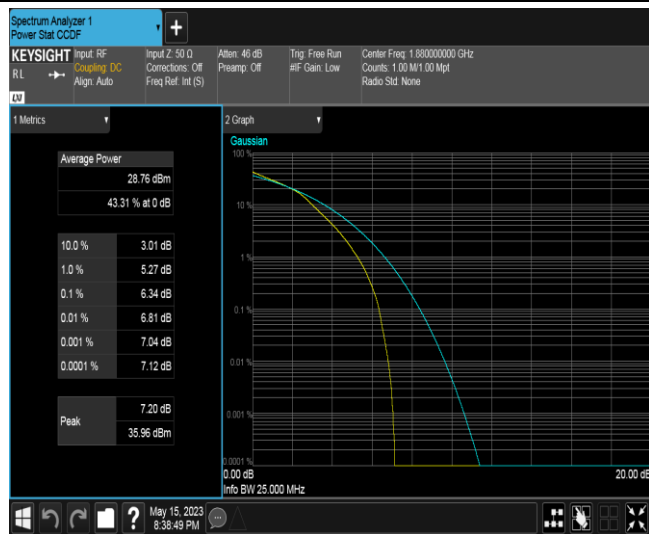 Spectrum Analyzer 1
Power Stat CCDF
+
KEYSIGHT
RL
LXI
Input: RF
Coupling: DC
Align: Auto
Input Z: 50 Ω
Corrections: Off
Freq Ref: Int (S)
Atten: 46 dB
Preamp: Off
Trig: Free Run
#IF Gain: Low
Center Freq: 1.880000000 GHz
Counts: 1.00 M/1.00 Mpt
Radio Std: None
1 Metrics
Average Power
28.76 dBm
43.31 % at 0 dB
10.0 % 3.01 dB
1.0 % 5.27 dB
0.1 % 6.34 dB
0.01 % 6.81 dB
0.001 % 7.04 dB
0.0001 % 7.12 dB
Peak
7.20 dB
35.96 dBm
2 Graph
Gaussian
100 %
10 %
1 %
0.1 %
0.01 %
0.001 %
0.0001 %
0.00 dB
20.00 dB
Info BW 25.000 MHz
?
May 15, 2023
8:38:49 PM